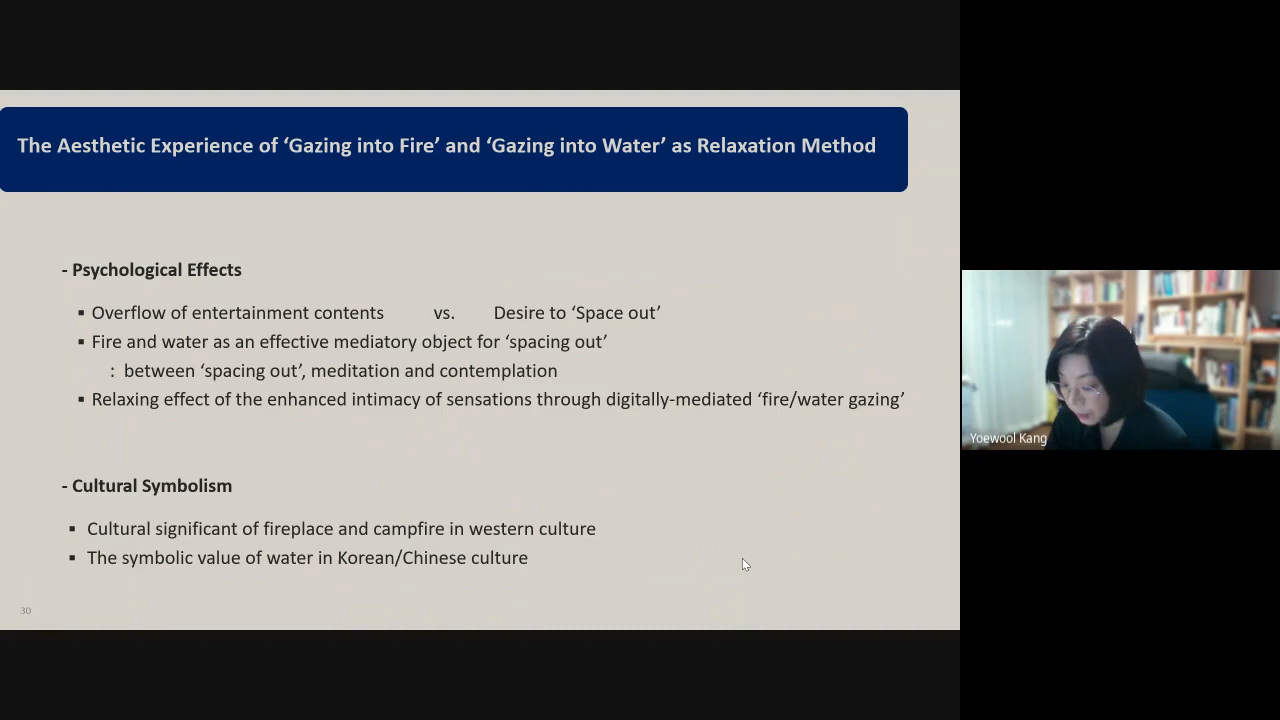 The Aesthetic Experience of ‘Gazing into Fire’ and ‘Gazing into Water’ as Relaxation Method
- Psychological Effects
▪ Overflow of entertainment contents vs. Desire to ‘Space out’
▪ Fire and water as an effective mediatory object for ‘spacing out’
: between ‘spacing out’, meditation and contemplation
▪ Relaxing effect of the enhanced intimacy of sensations through digitally-mediated ‘fire/water gazing’
- Cultural Symbolism
▪ Cultural significant of fireplace and campfire in western culture
▪ The symbolic value of water in Korean/Chinese culture
30
Yoewool Kang